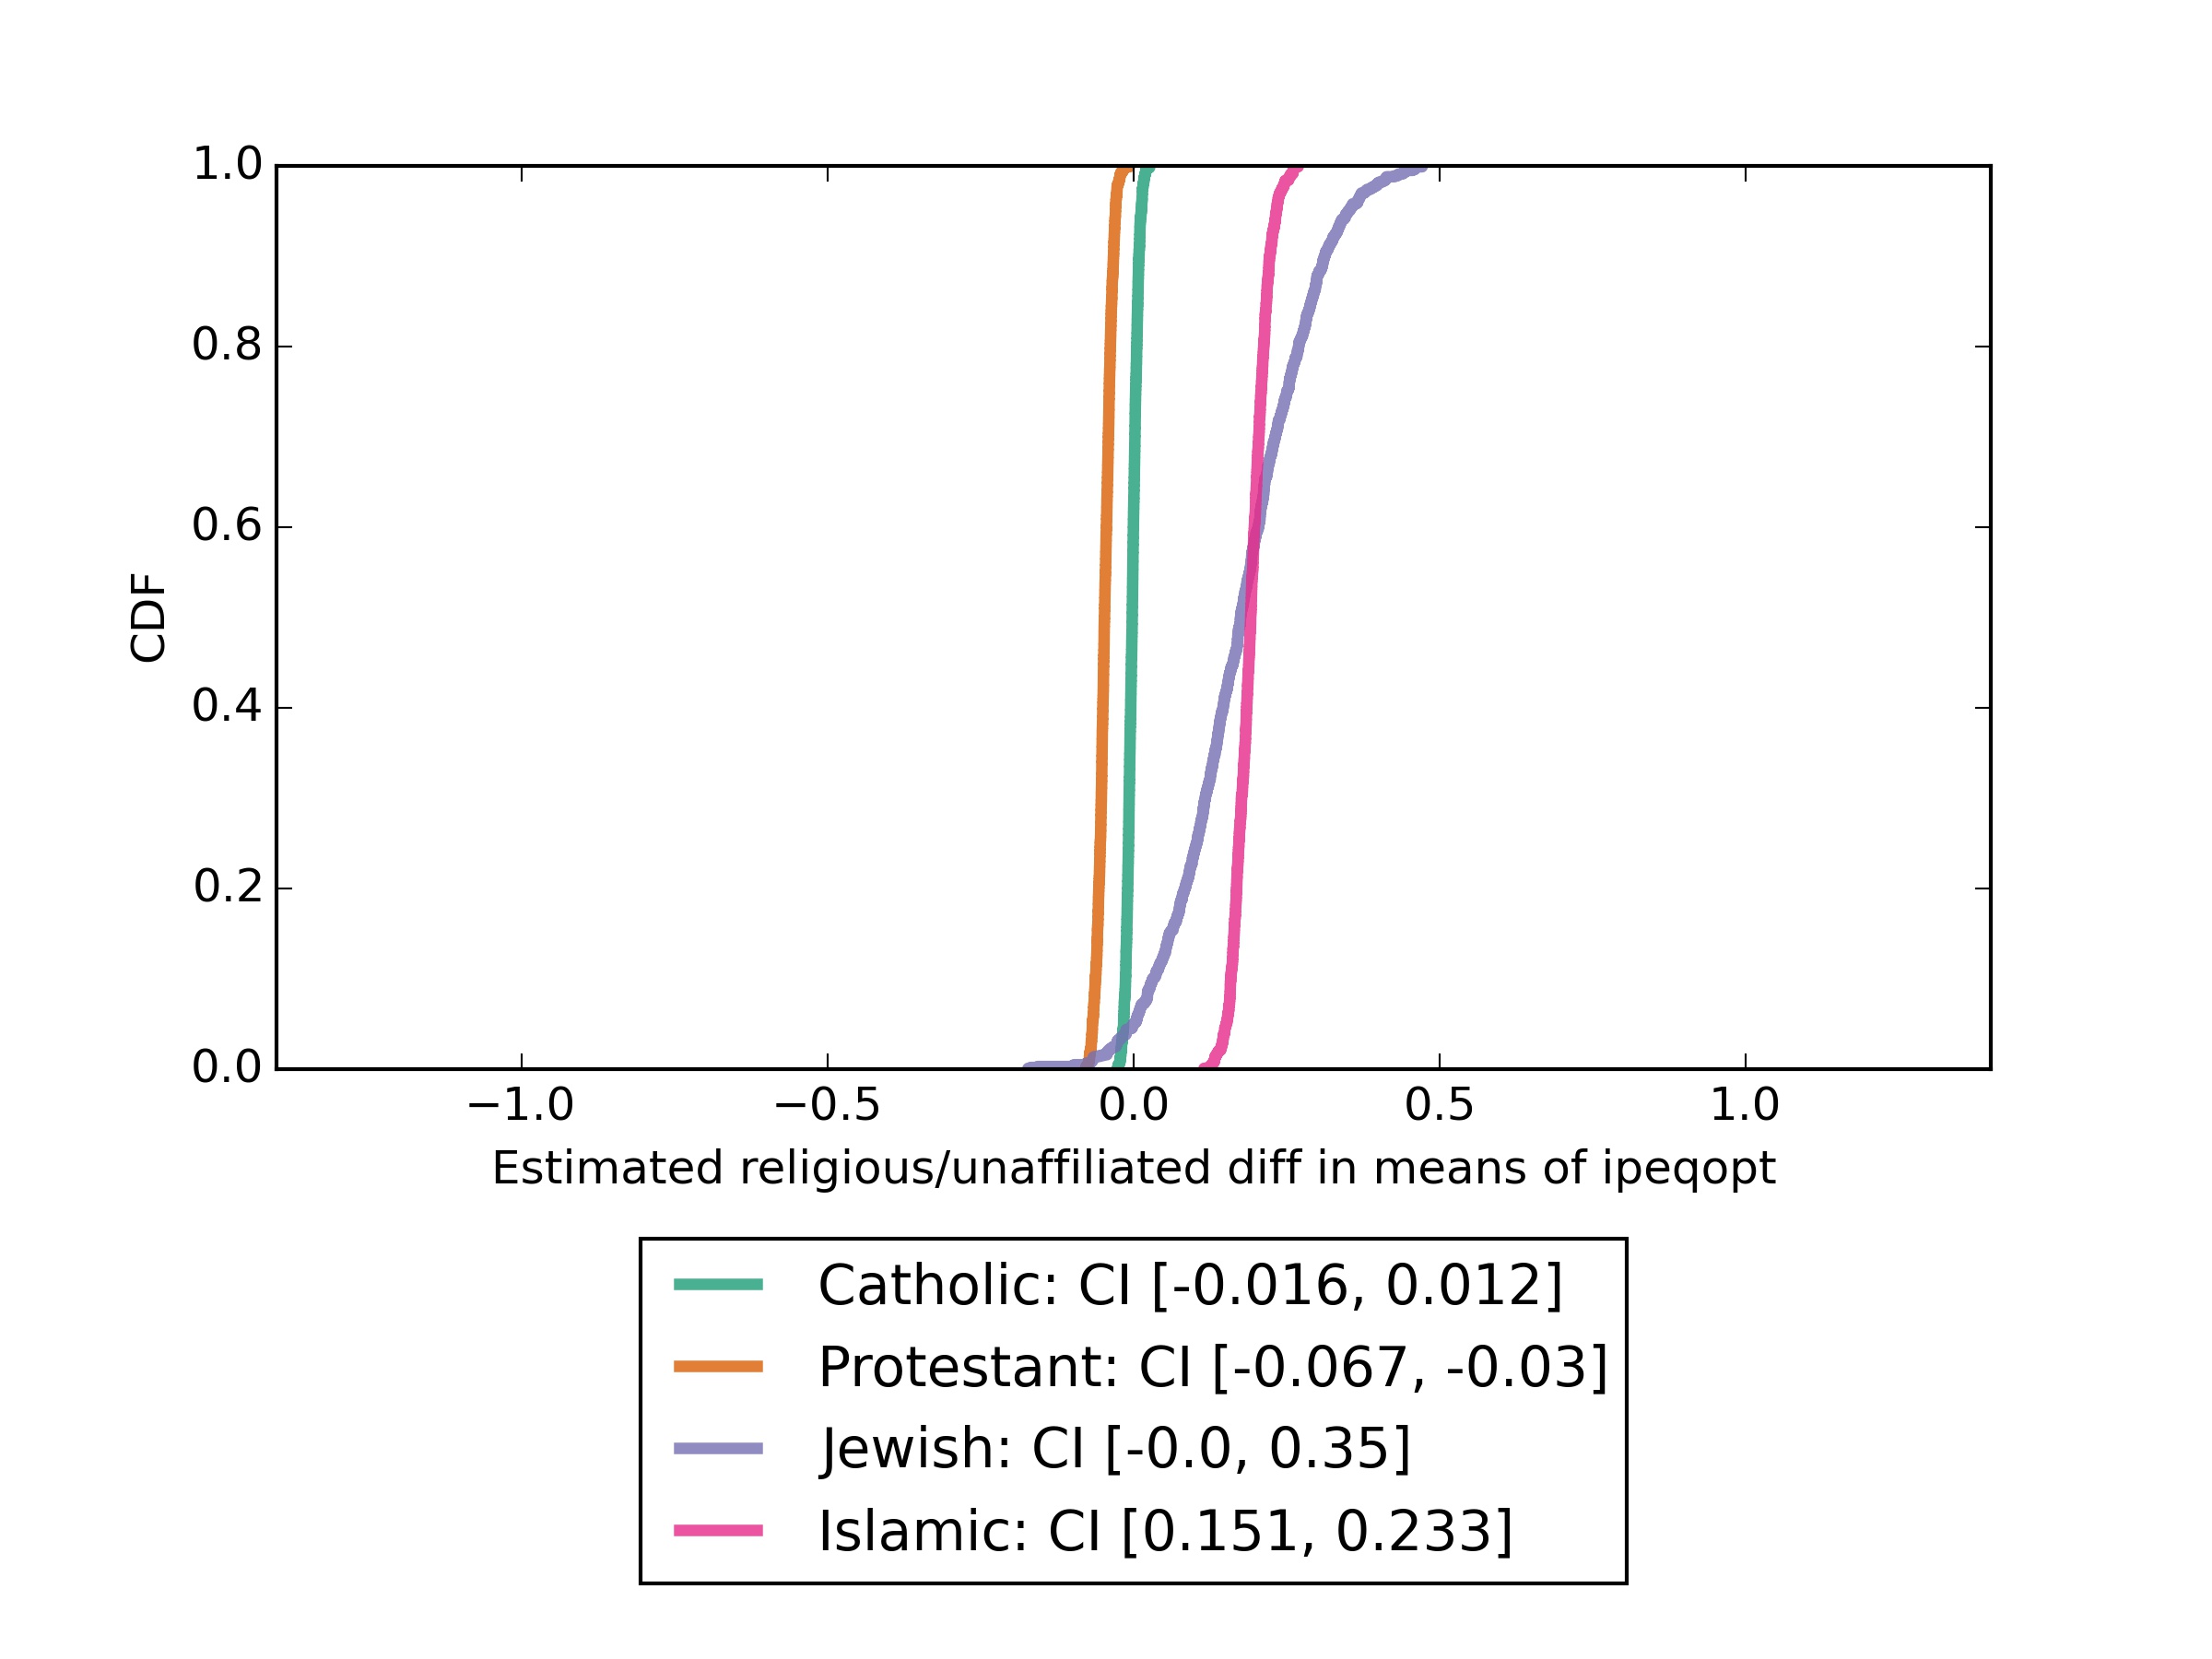 1.0
0.8
0.6
0.4
0.2
0.0
CDF
−1.0 −0.5 0.0 0.5 1.0
Estimated religious/unaffiliated diff in means of ipeqopt
Catholic: CI [-0.016, 0.012]
Protestant: CI [-0.067, -0.03]
Jewish: CI [-0.0, 0.35]
Islamic: CI [0.151, 0.233]